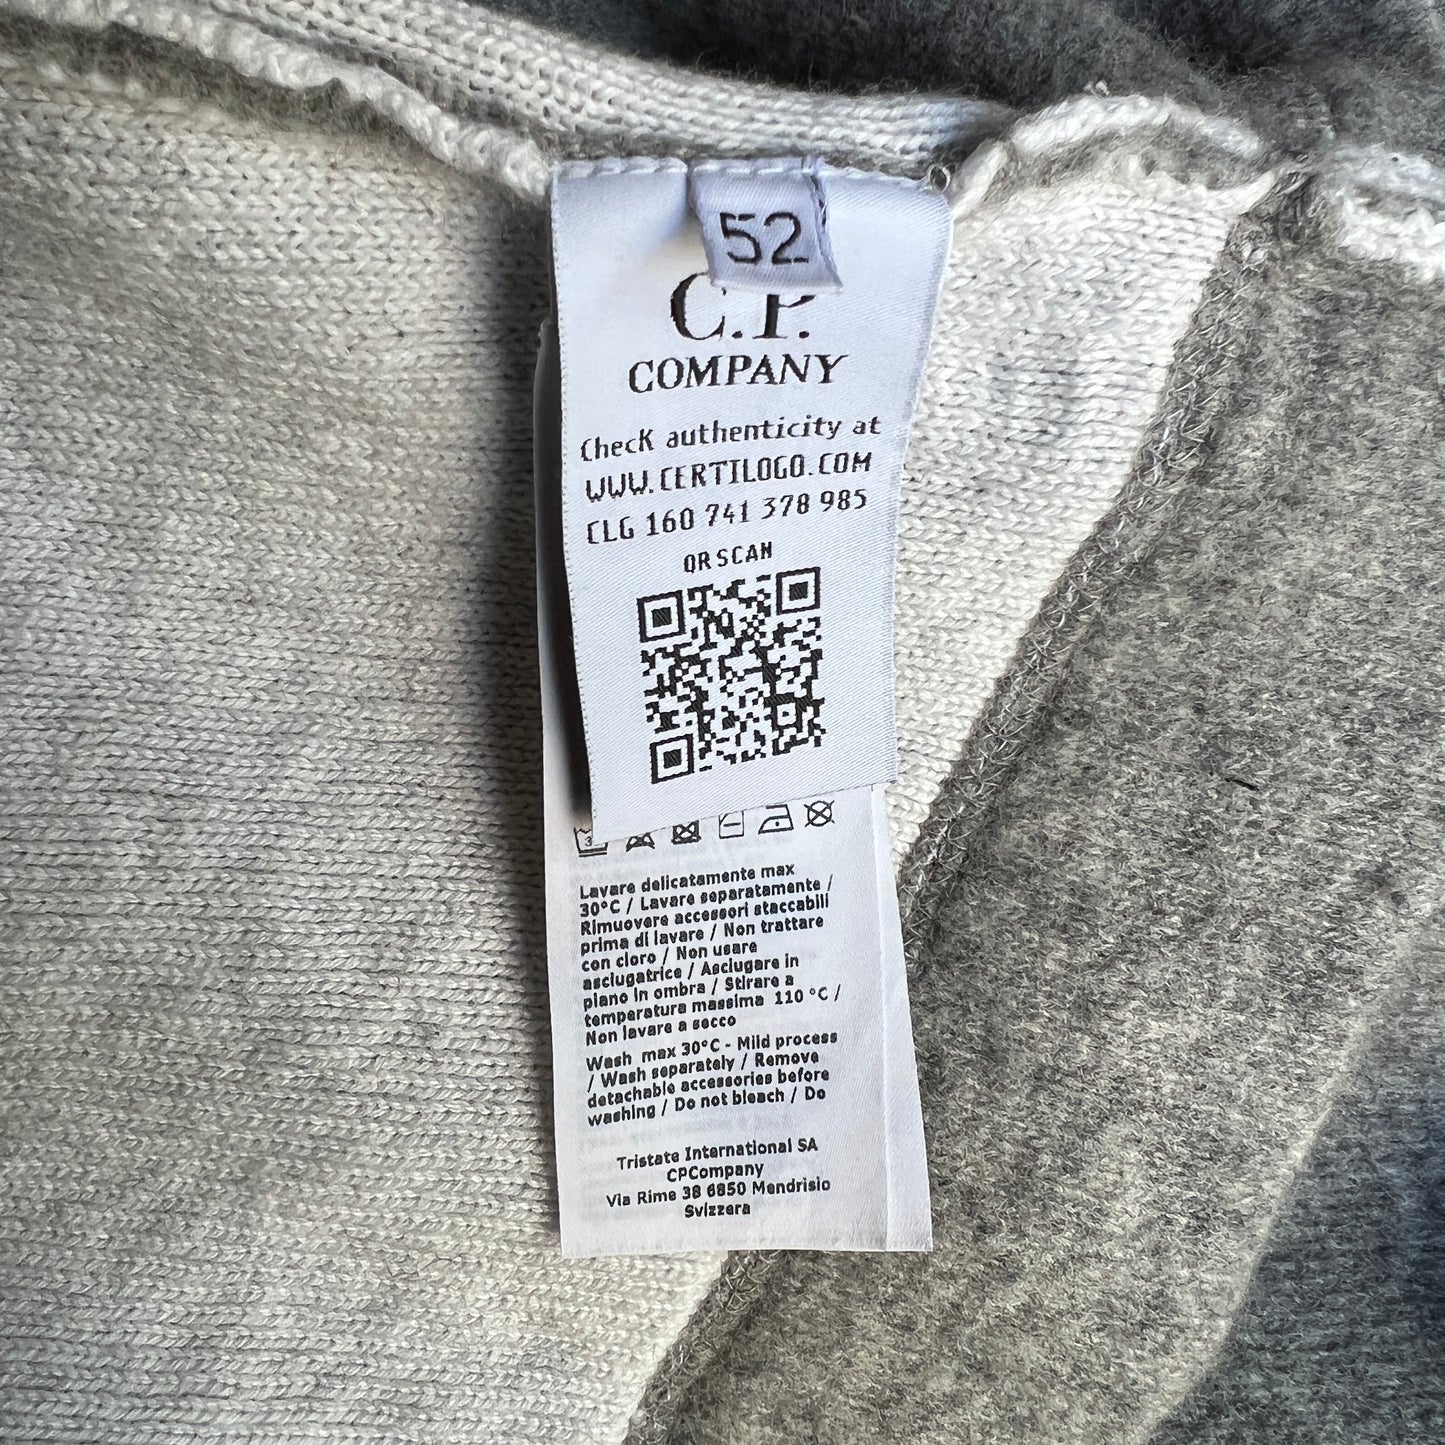 52
C.P.
COMPANY
Check authenticity at
WWW.CERTILOGO.COM
CLG 160 741 378 985
QR SCAN
Lavare delicatamente max
30°C / Lavare separatamente /
Rimuovere accessori staccabili
prima di lavare / Non trattare
con cloro / Non usare
asciugatrice / Asciugare in
piano in ombra / Stirare a
temperatura massima 110 °C /
Non lavare a secco
Wash max 30°C - Mild process
/ Wash separately / Remove
detachable accessories before
washing / Do not bleach / Do
Tristate International SA
CPCompany
Via Rime 38 6850 Mendrisio
Svizzera